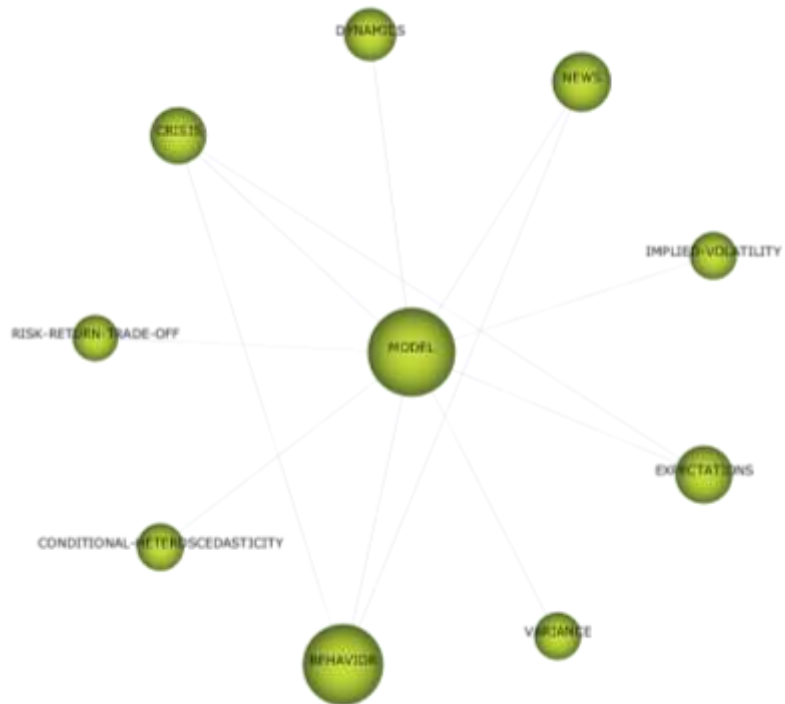 DYNAMICS
NEWS
CRISIS
IMPLIED-VOLATILITY
RISK-RETURN-TRADE-OFF
MODEL
EXPECTATIONS
CONDITIONAL-HETEROSCEDASTICITY
VARIANCE
BEHAVIOR